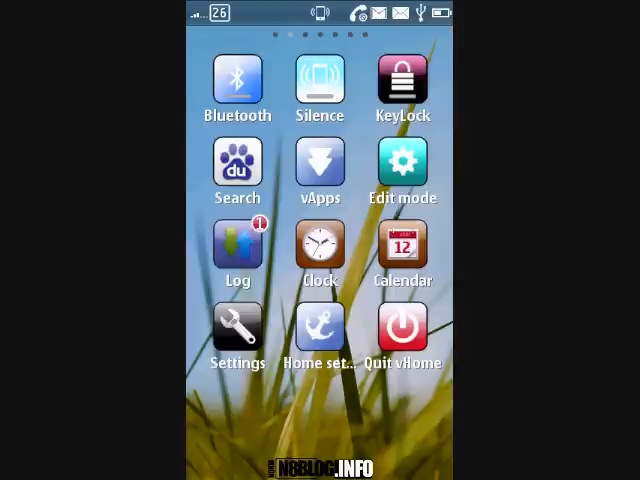 26
Bluetooth Silence KeyLock
du
Search vApps Edit mode
1
12
Log Clock Calendar
Settings Home set... Quit vHome
N8BLOG.INFO